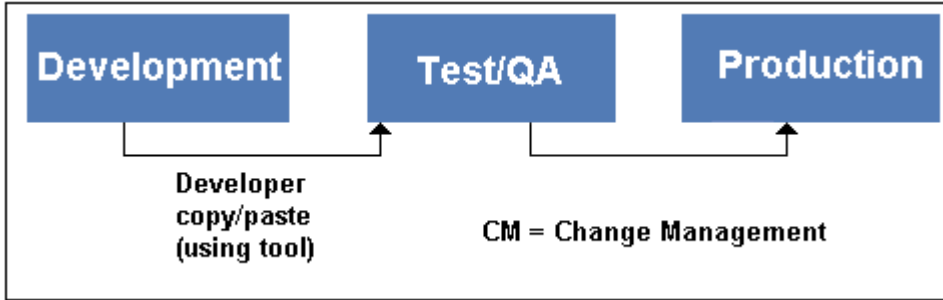 Development
Test/QA
Production
Developer
copy/paste
(using tool)
CM = Change Management